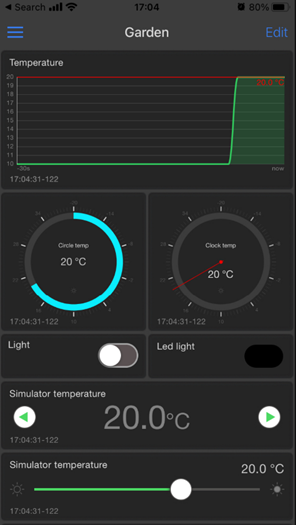 Search 17:04 80%
Garden Edit
Temperature
20.0 °C
20
19
18
17
16
15
14
13
12
11
10
-30s now
17:04:31-122
Circle temp
20 °C
17:04:31-122
Clock temp
20 °C
17:04:31-122
Light
Led light
Simulator temperature
20.0°C
17:04:31-122
Simulator temperature
20.0 °C
17:04:31-122